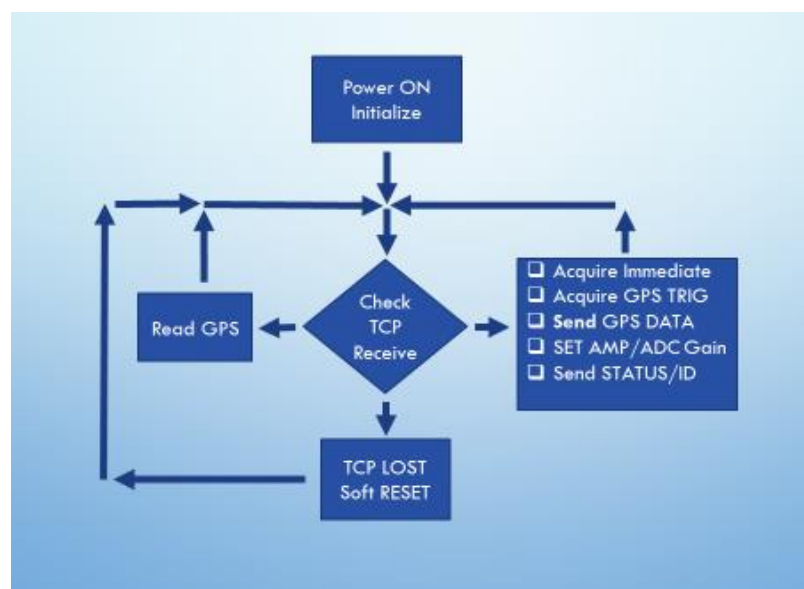 Power ON
Initialize
Read GPS
Check
TCP
Receive
❑ Acquire Immediate
❑ Acquire GPS TRIG
❑ Send GPS DATA
❑ SET AMP/ADC Gain
❑ Send STATUS/ID
TCP LOST
Soft RESET